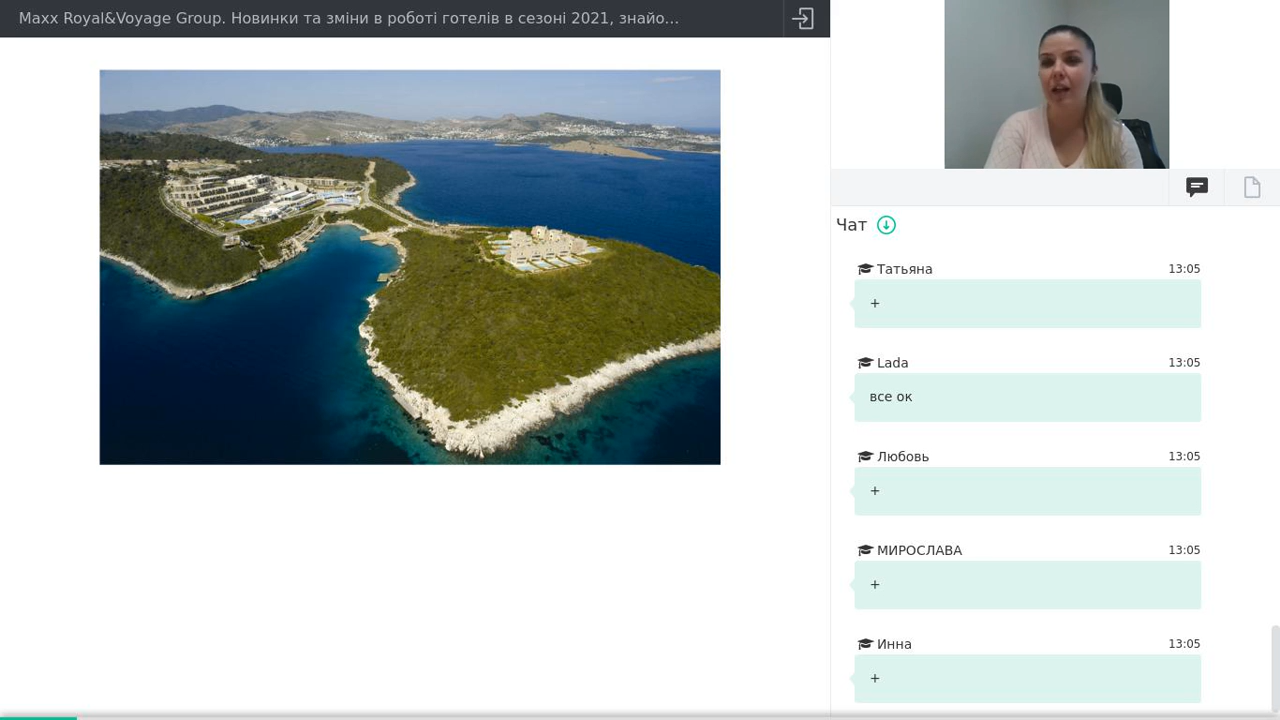 Maxx Royal&Voyage Group. Новинки та зміни в роботі готелів в сезоні 2021, знайо...
Чат
Татьяна 13:05
+
Lada 13:05
все ок
Любовь 13:05
+
МИРОСЛАВА 13:05
+
Инна 13:05
+